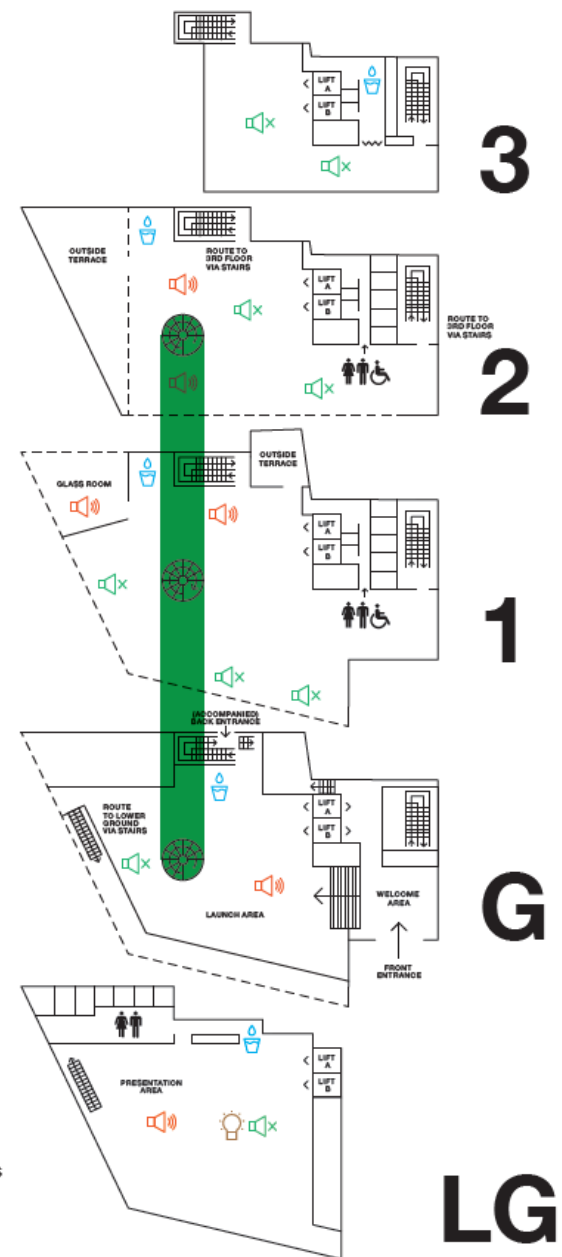 LIFT
A
LIFT
B
3
OUTSIDE
TERRACE
ROUTE TO
3RD FLOOR
VIA STAIRS
LIFT
A
LIFT
B
ROUTE TO
3RD FLOOR
VIA STAIRS
2
GLASS ROOM
OUTSIDE
TERRACE
LIFT
A
LIFT
B
1
(ACCOMPANIED)
BACK ENTRANCE
ROUTE
TO LOWER
GROUND
VIA STAIRS
LIFT
A
LIFT
B
LAUNCH AREA
WELCOME
AREA
FRONT
ENTRANCE
G
LIFT
A
LIFT
B
PRESENTATION
AREA
s
LG